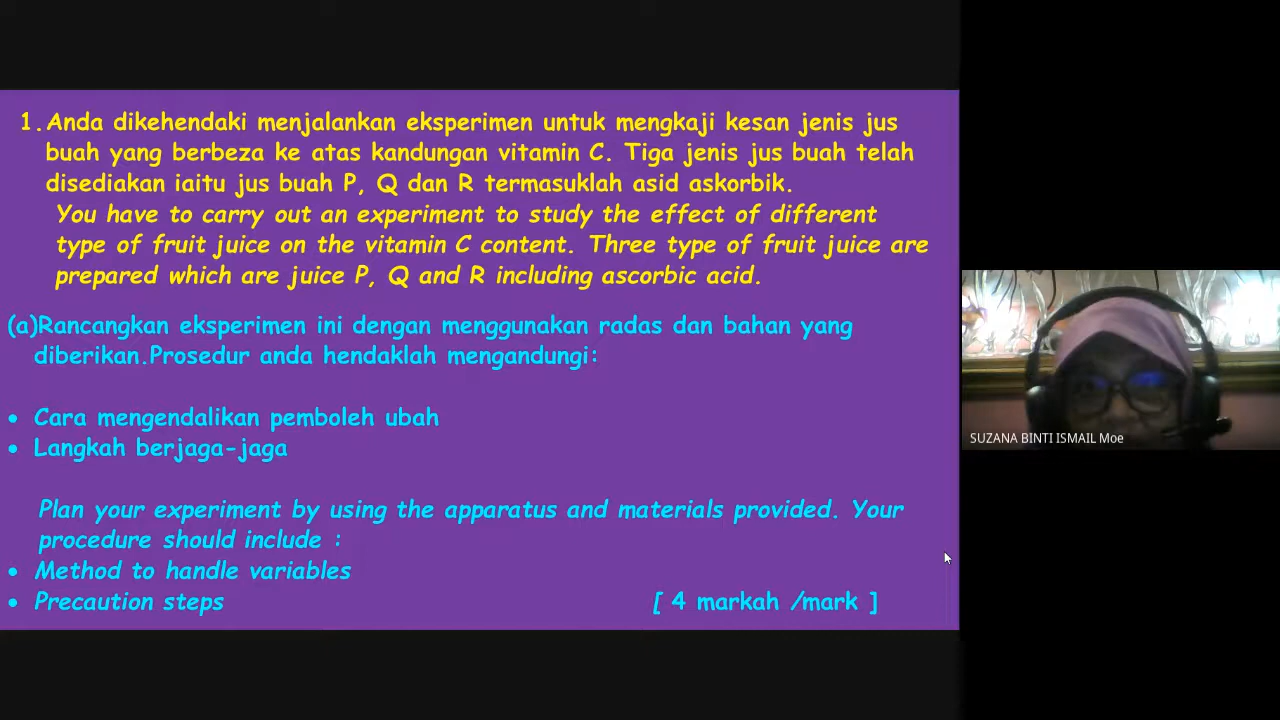 1.Anda dikehendaki menjalankan eksperimen untuk mengkaji kesan jenis jus
buah yang berbeza ke atas kandungan vitamin C. Tiga jenis jus buah telah
disediakan iaitu jus buah P, Q dan R termasuklah asid askorbik.
You have to carry out an experiment to study the effect of different
type of fruit juice on the vitamin C content. Three type of fruit juice are
prepared which are juice P, Q and R including ascorbic acid.
(a)Rancangkan eksperimen ini dengan menggunakan radas dan bahan yang
diberikan.Prosedur anda hendaklah mengandungi:
• Cara mengendalikan pemboleh ubah
• Langkah berjaga-jaga
Plan your experiment by using the apparatus and materials provided. Your
procedure should include :
• Method to handle variables
• Precaution steps [ 4 markah /mark ]
SUZANA BINTI ISMAIL Moe